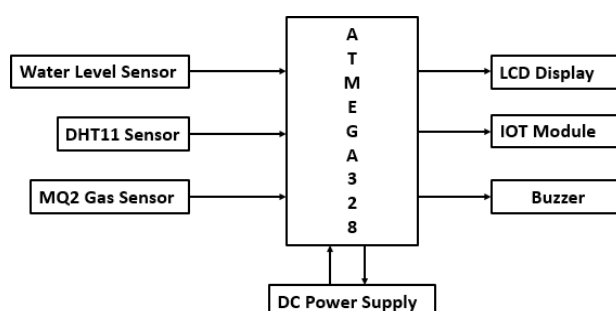 Water Level Sensor
DHT11 Sensor
MQ2 Gas Sensor
A
T
M
E
G
A
3
2
8
LCD Display
IOT Module
Buzzer
DC Power Supply